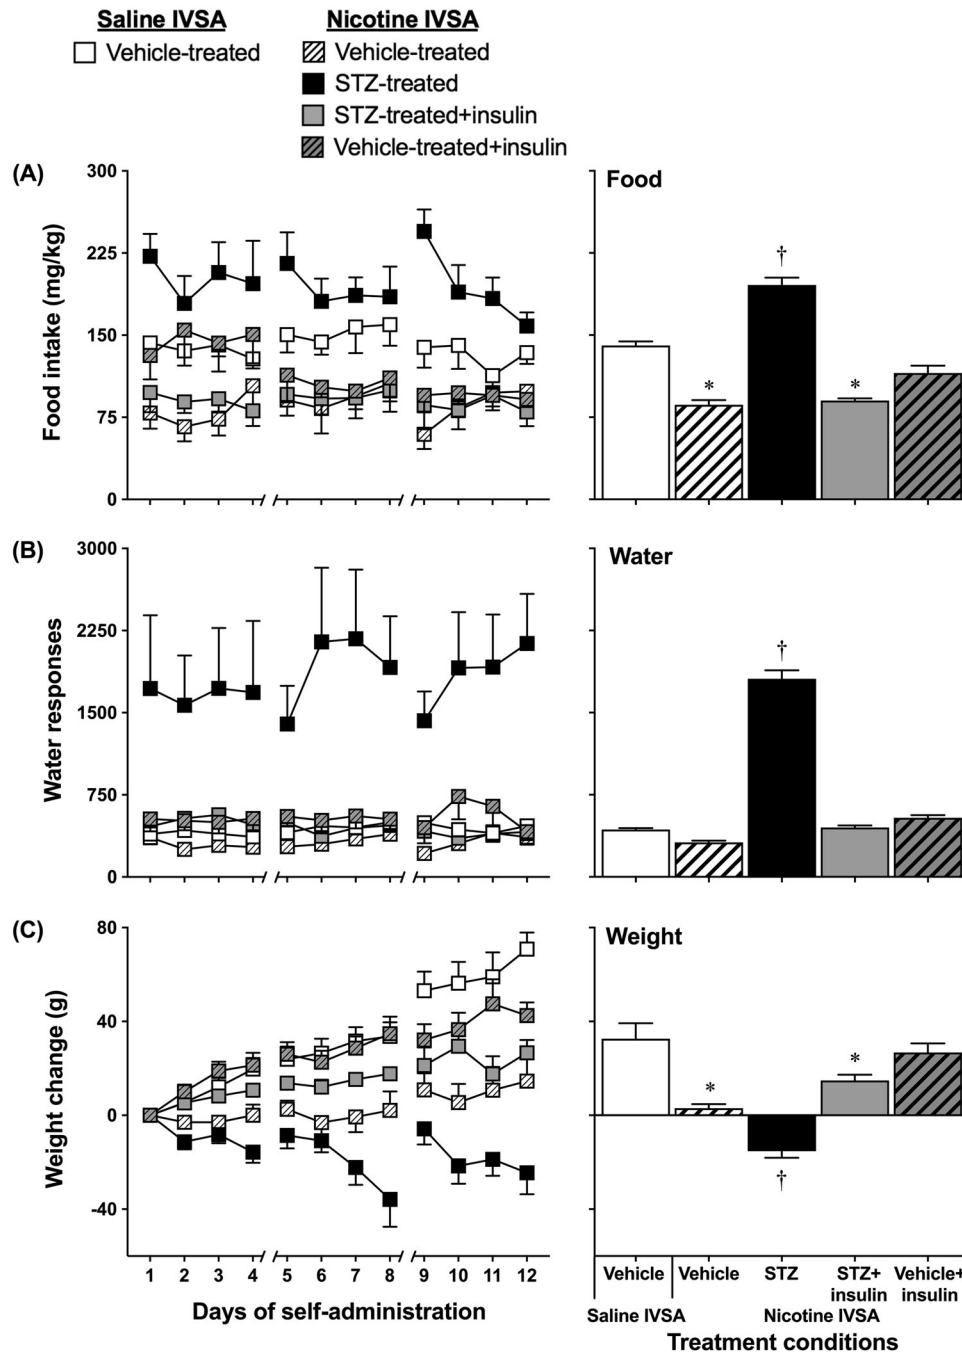 Saline IVSA Nicotine IVSA
Vehicle-treated Vehicle-treated
STZ-treated
STZ-treated+insulin
Vehicle-treated+insulin
(A)
Food intake (mg/kg)
300
225
150
75
0
Food
*
†
*
(B)
Water responses
3000
2250
1500
750
0
Water
†
(C)
Weight change (g)
80
40
0
-40
Weight
*
†
*
1 2 3 4 5 6 7 8 9 10 11 12
Days of self-administration
Vehicle Vehicle STZ STZ+ Vehicle+
insulin insulin
Saline IVSA Nicotine IVSA
Treatment conditions